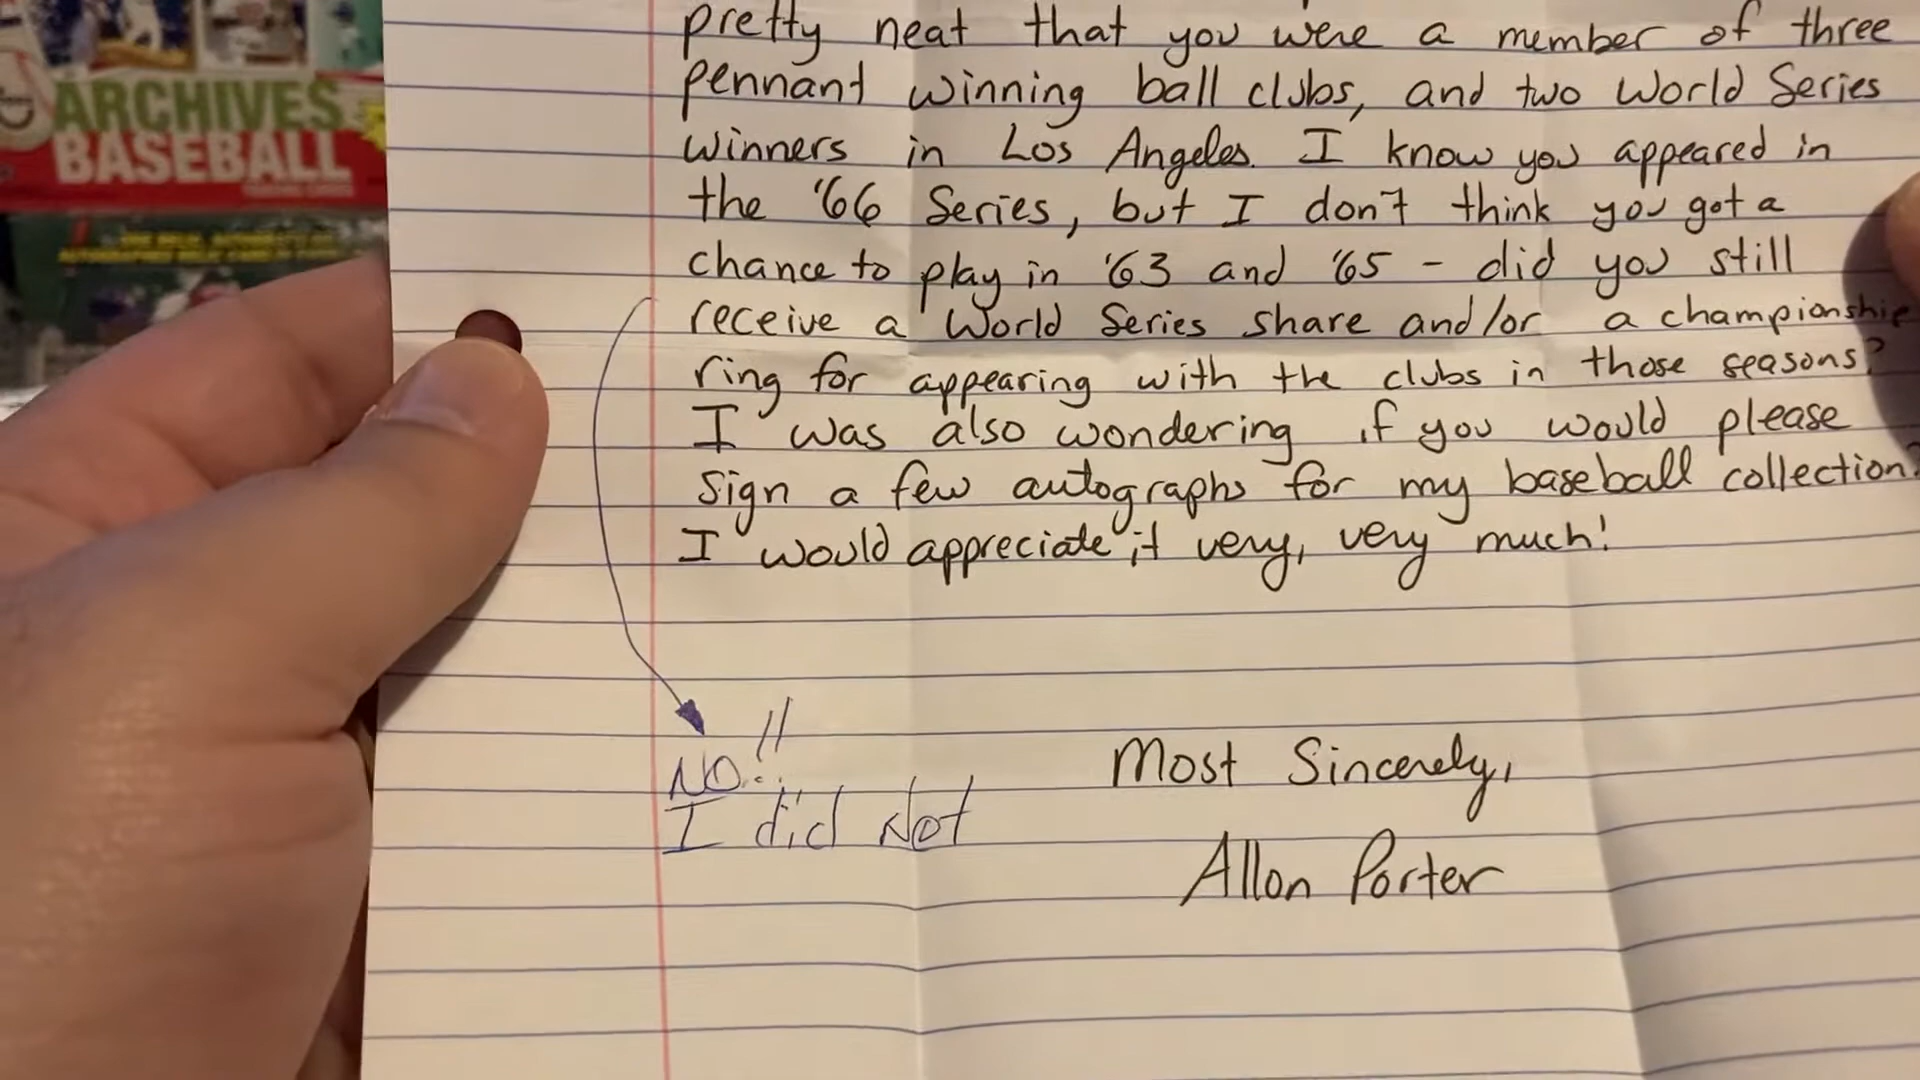 ARCHIVES
BASEBALL
pretty neat that you were a member of three
pennant winning ball clubs, and two World Series
winners in Los Angeles. I know you appeared in
the '66 Series, but I don't think you got a
chance to play in '63 and '65 - did you still
receive a World Series share and/or a championship
ring for appearing with the clubs in those seasons?
I was also wondering if you would please
sign a few autographs for my baseball collection?
I would appreciate it very, very much!
NO!!
I did Not
Most Sincerely,
Allan Porter